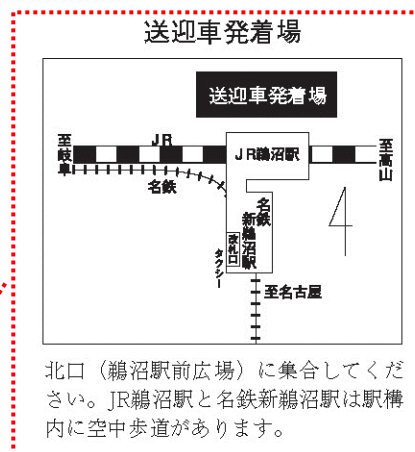 送迎車発着場
送迎車発着場
至岐阜
JR
JR鵜沼駅
至高山
名鉄
名鉄
新鵜沼駅
改札口
タクシー
至名古屋
北口（鵜沼駅前広場）に集合してくだ
さい。JR鵜沼駅と名鉄新鵜沼駅は駅構
内に空中歩道があります。